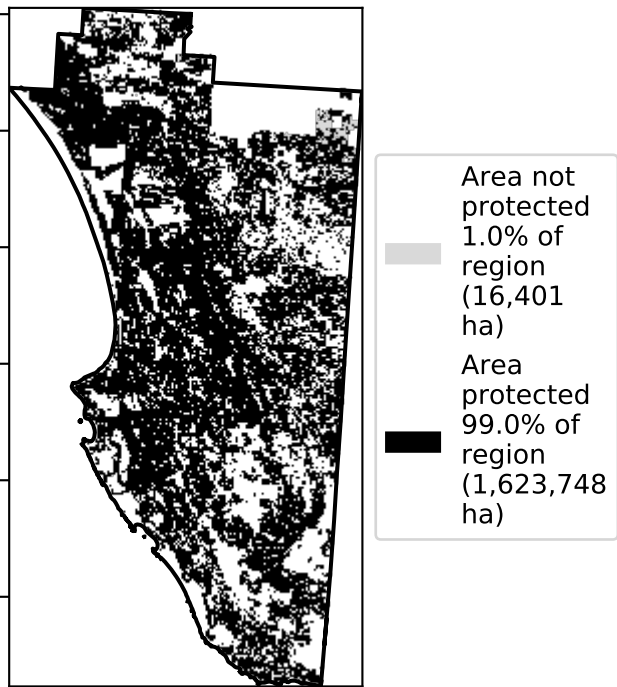 Area not
protected
1.0% of
region
(16,401
ha)
Area
protected
99.0% of
region
(1,623,748
ha)